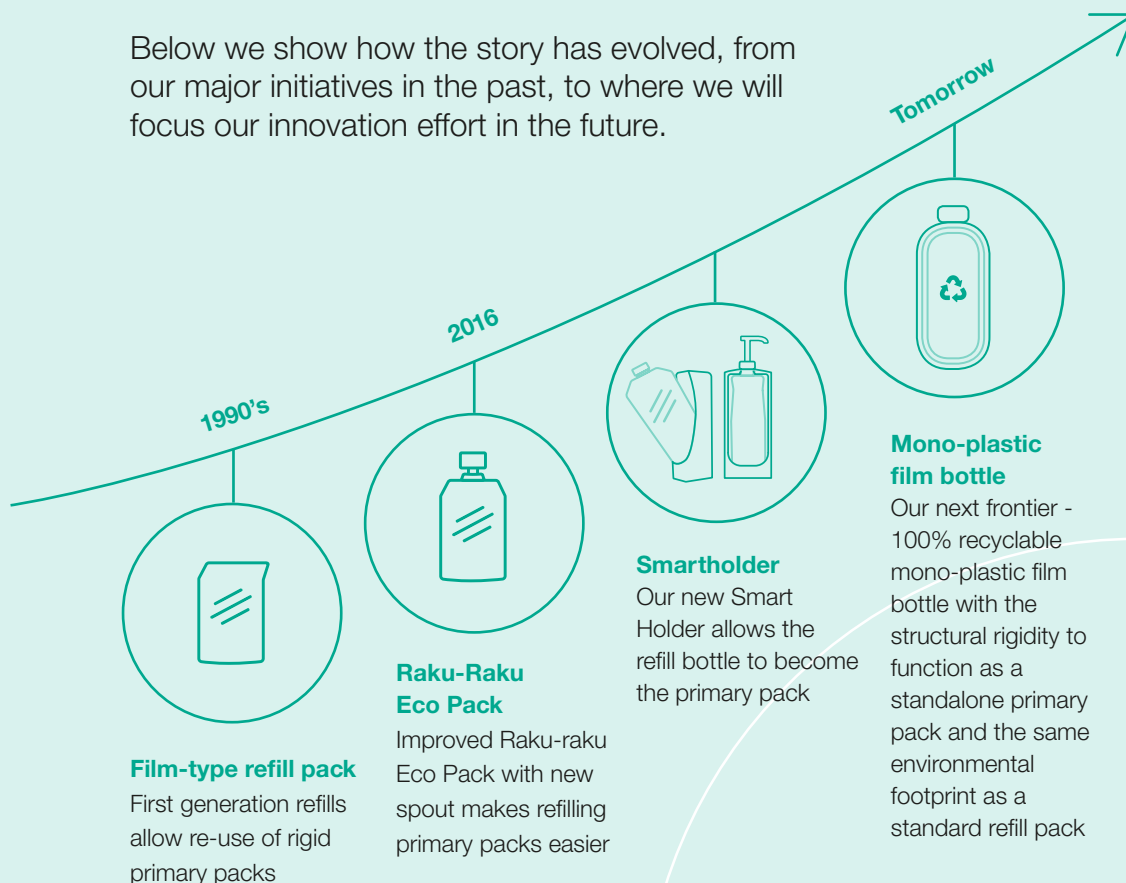 Below we show how the story has evolved, from
our major initiatives in the past, to where we will
focus our innovation effort in the future.
1990's
Film-type refill pack
First generation refills
allow re-use of rigid
primary packs
2016
Raku-Raku
Eco Pack
Improved Raku-raku
Eco Pack with new
spout makes refilling
primary packs easier
Smartholder
Our new Smart
Holder allows the
refill bottle to become
the primary pack
Tomorrow
Mono-plastic
film bottle
Our next frontier -
100% recyclable
mono-plastic film
bottle with the
structural rigidity to
function as a
standalone primary
pack and the same
environmental
footprint as a
standard refill pack